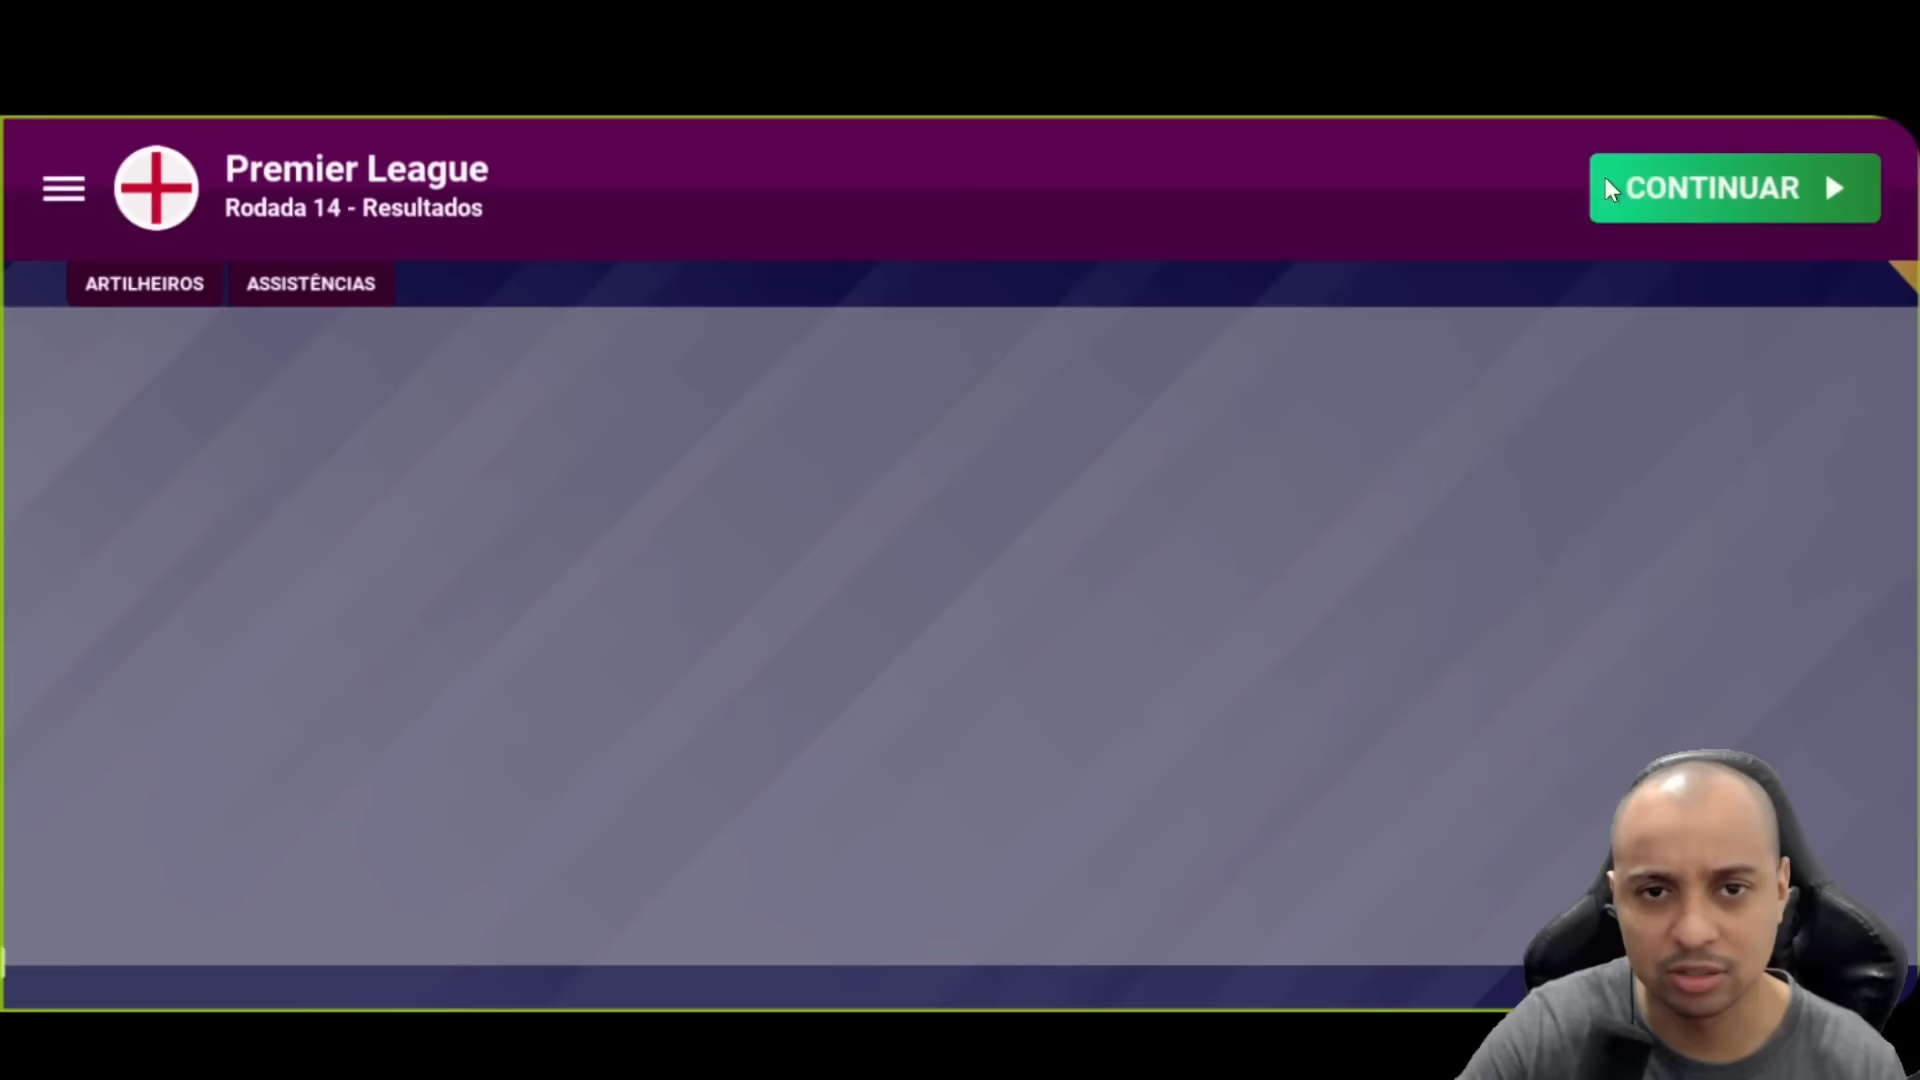 Premier League
Rodada 14 - Resultados
CONTINUAR
ARTILHEIROS
ASSISTÊNCIAS